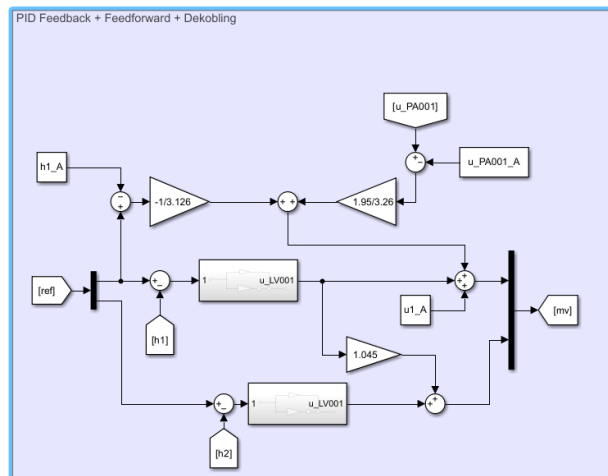 PID Feedback + Feedforward + Dekobling
[u_PA001]
h1_A
u_PA001_A
-1/3.126
1.95/3.26
[ref]
1
u_LV001
u1_A
[mv]
[h1]
1.045
1
u_LV001
[h2]